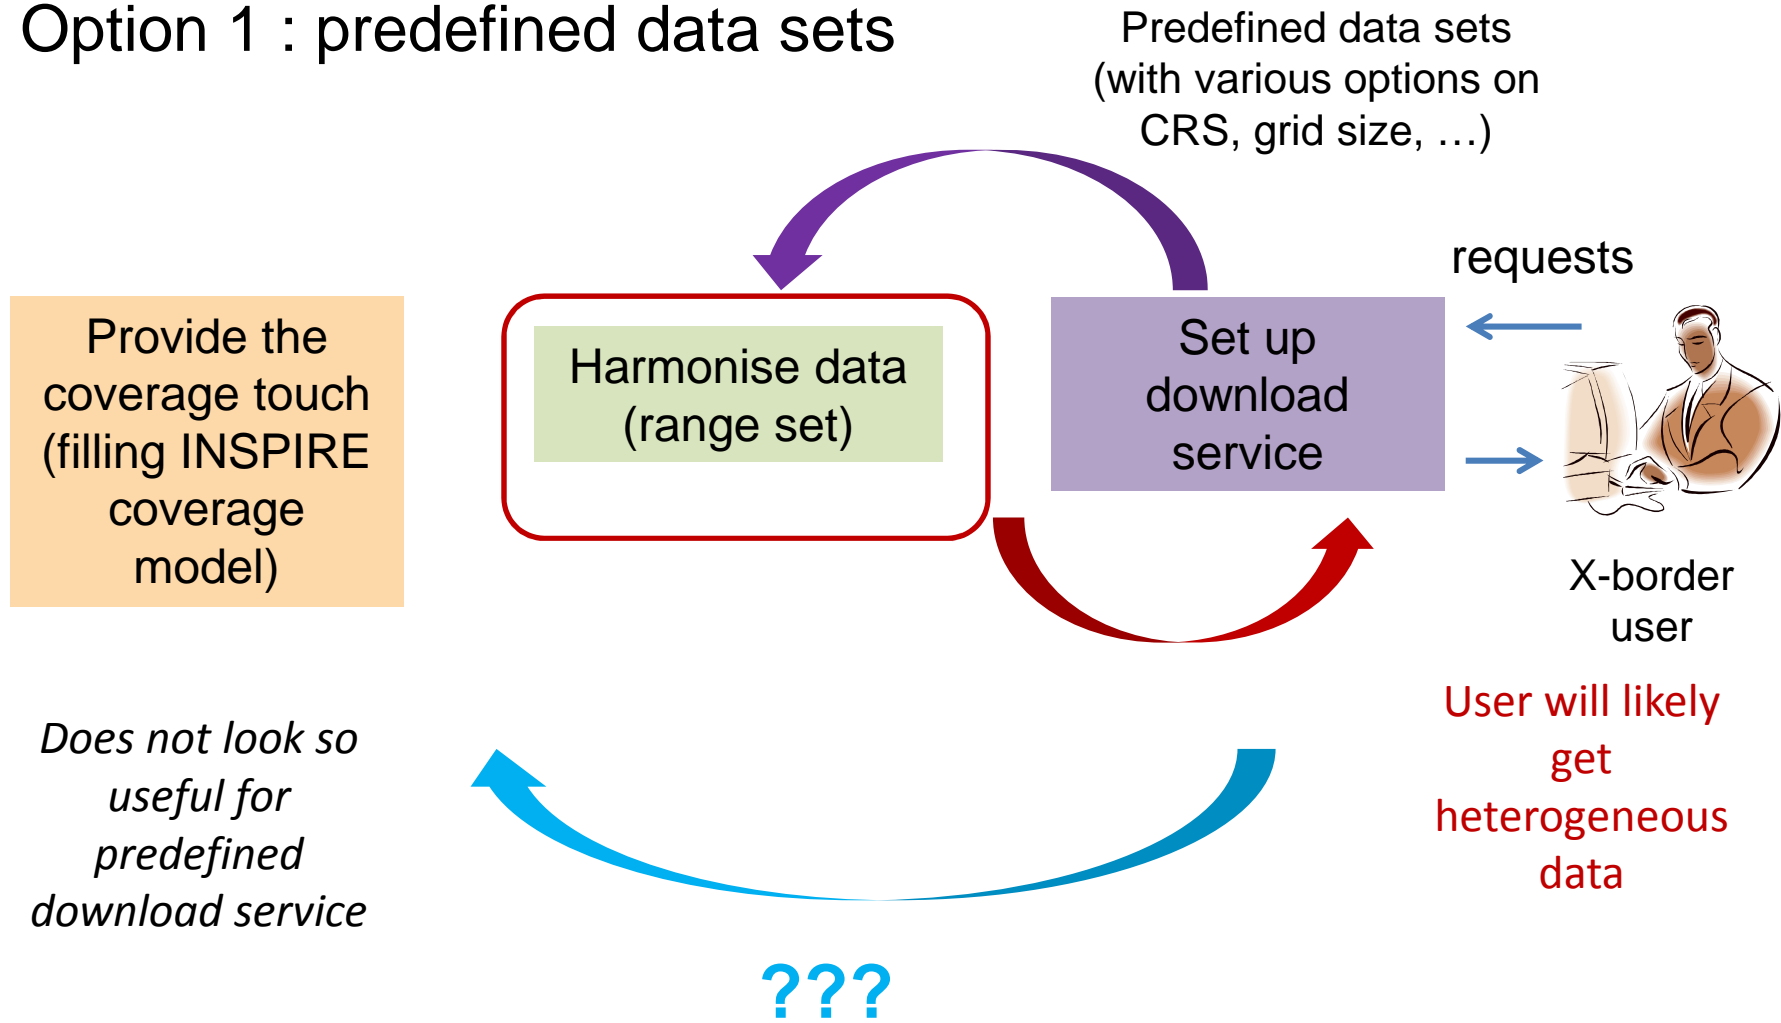 Option 1 : predefined data sets
Predefined data sets
(with various options on
CRS, grid size, …)
requests
Provide the
coverage touch
(filling INSPIRE
coverage
model)
Harmonise data
(range set)
Set up
download
service
X-border
user
Does not look so
useful for
predefined
download service
User will likely
get
heterogeneous
data
???